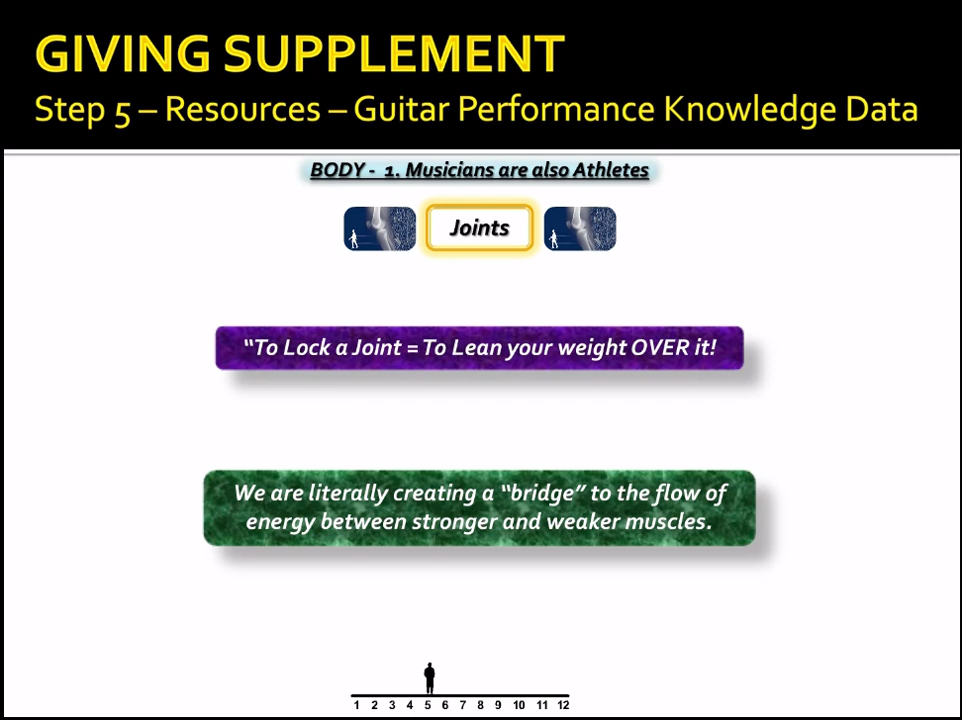 GIVING SUPPLEMENT
Step 5 – Resources – Guitar Performance Knowledge Data
BODY - 1. Musicians are also Athletes
Joints
“To Lock a Joint = To Lean your weight OVER it!
We are literally creating a “bridge” to the flow of
energy between stronger and weaker muscles.
1 2 3 4 5 6 7 8 9 10 11 12